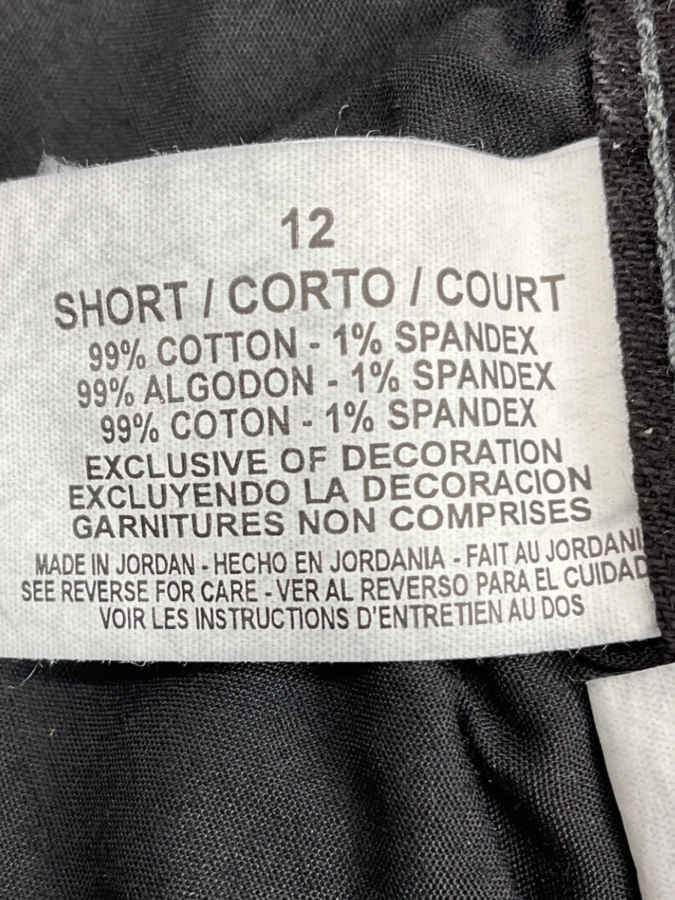 12
SHORT / CORTO / COURT
99% COTTON - 1% SPANDEX
99% ALGODON - 1% SPANDEX
99% COTON - 1% SPANDEX
EXCLUSIVE OF DECORATION
EXCLUYENDO LA DECORACION
GARNITURES NON COMPRISES
MADE IN JORDAN - HECHO EN JORDANIA - FAIT AU JORDANI
SEE REVERSE FOR CARE - VER AL REVERSO PARA EL CUIDAD
VOIR LES INSTRUCTIONS D'ENTRETIEN AU DOS